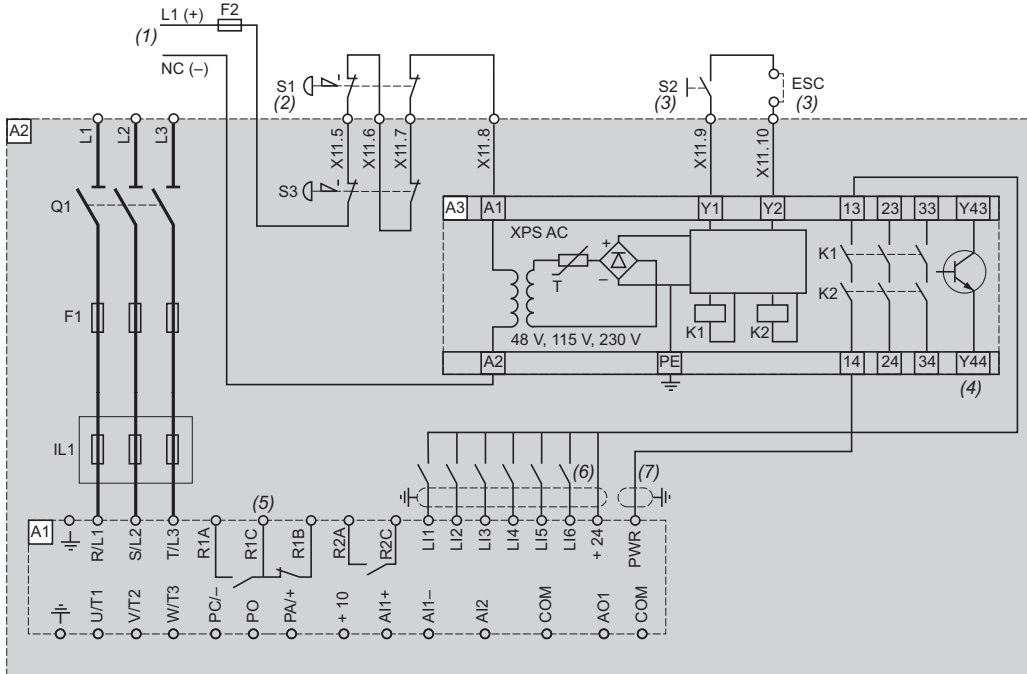 L1 (+)
F2
(1)
NC (–)
S1
(2)
S2
(3)
ESC
(3)
A2
L1
L2
L3
X11.5
X11.6
X11.7
X11.8
X11.9
X11.10
S3
Q1
A3
A1
Y1
Y2
13
23
33
Y43
XPS AC
+
–
T
K1
K2
K1
K2
48 V, 115 V, 230 V
F1
A2
PE
14
24
34
Y44
(4)
IL1
(6)
(7)
(5)
A1
R/L1
S/L2
T/L3
R1A
R1C
R1B
R2A
R2C
LI1
LI2
LI3
LI4
LI5
LI6
+ 24
PWR
U/T1
V/T2
W/T3
PC/–
PO
PA/+
+ 10
AI1+
AI1–
AI2
COM
AO1
COM